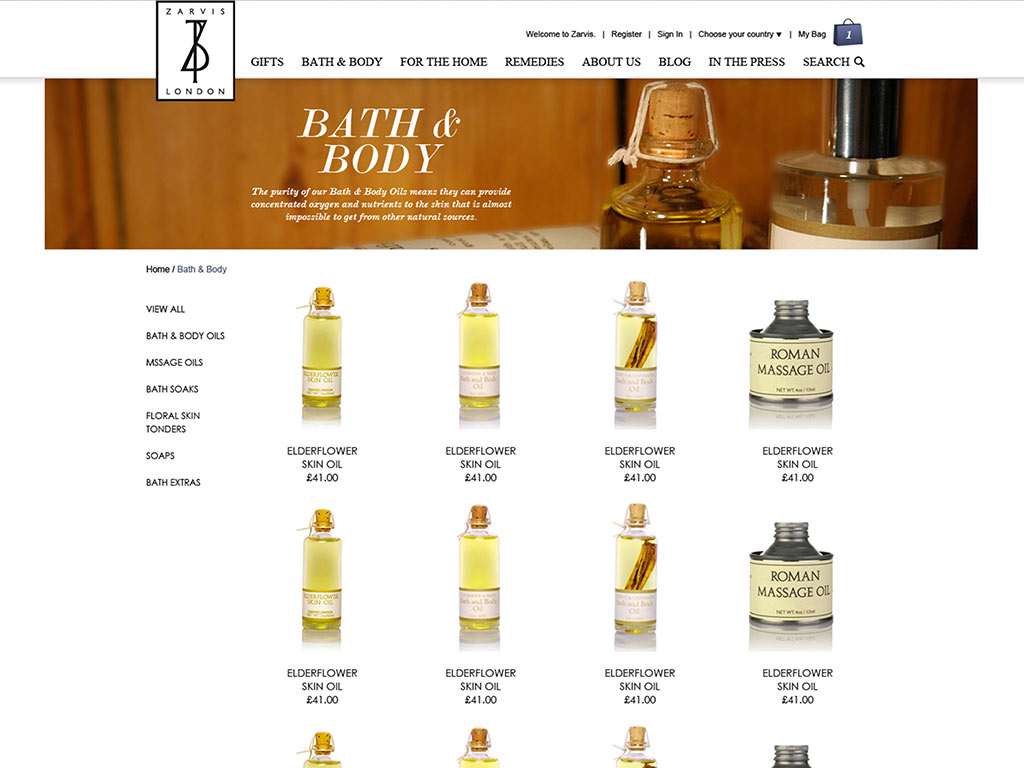 ZARVIS
LONDON
Welcome to Zarvis. | Register | Sign In | Choose your country ▼ | My Bag 1
GIFTS BATH & BODY FOR THE HOME REMEDIES ABOUT US BLOG IN THE PRESS SEARCH
BATH &
BODY
The purity of our Bath & Body Oils means they can provide
concentrated oxygen and nutrients to the skin that is almost
impossible to get from other natural sources.
Home / Bath & Body
VIEW ALL
BATH & BODY OILS
MSSAGE OILS
BATH SOAKS
FLORAL SKIN
TONDERS
SOAPS
BATH EXTRAS
ELDERFLOWER
SKIN OIL
Bath and Body
Oil
Bath and Body
Oil
ROMAN
MASSAGE OIL
NET WT. 4oz /
ELDERFLOWER ELDERFLOWER ELDERFLOWER ELDERFLOWER
SKIN OIL SKIN OIL SKIN OIL SKIN OIL
£41.00 £41.00 £41.00 £41.00
ELDERFLOWER
SKIN OIL
Bath and Body
Oil
Bath and Body
Oil
ROMAN
MASSAGE OIL
NET WT. 4oz /
ELDERFLOWER ELDERFLOWER ELDERFLOWER ELDERFLOWER
SKIN OIL SKIN OIL SKIN OIL SKIN OIL
£41.00 £41.00 £41.00 £41.00